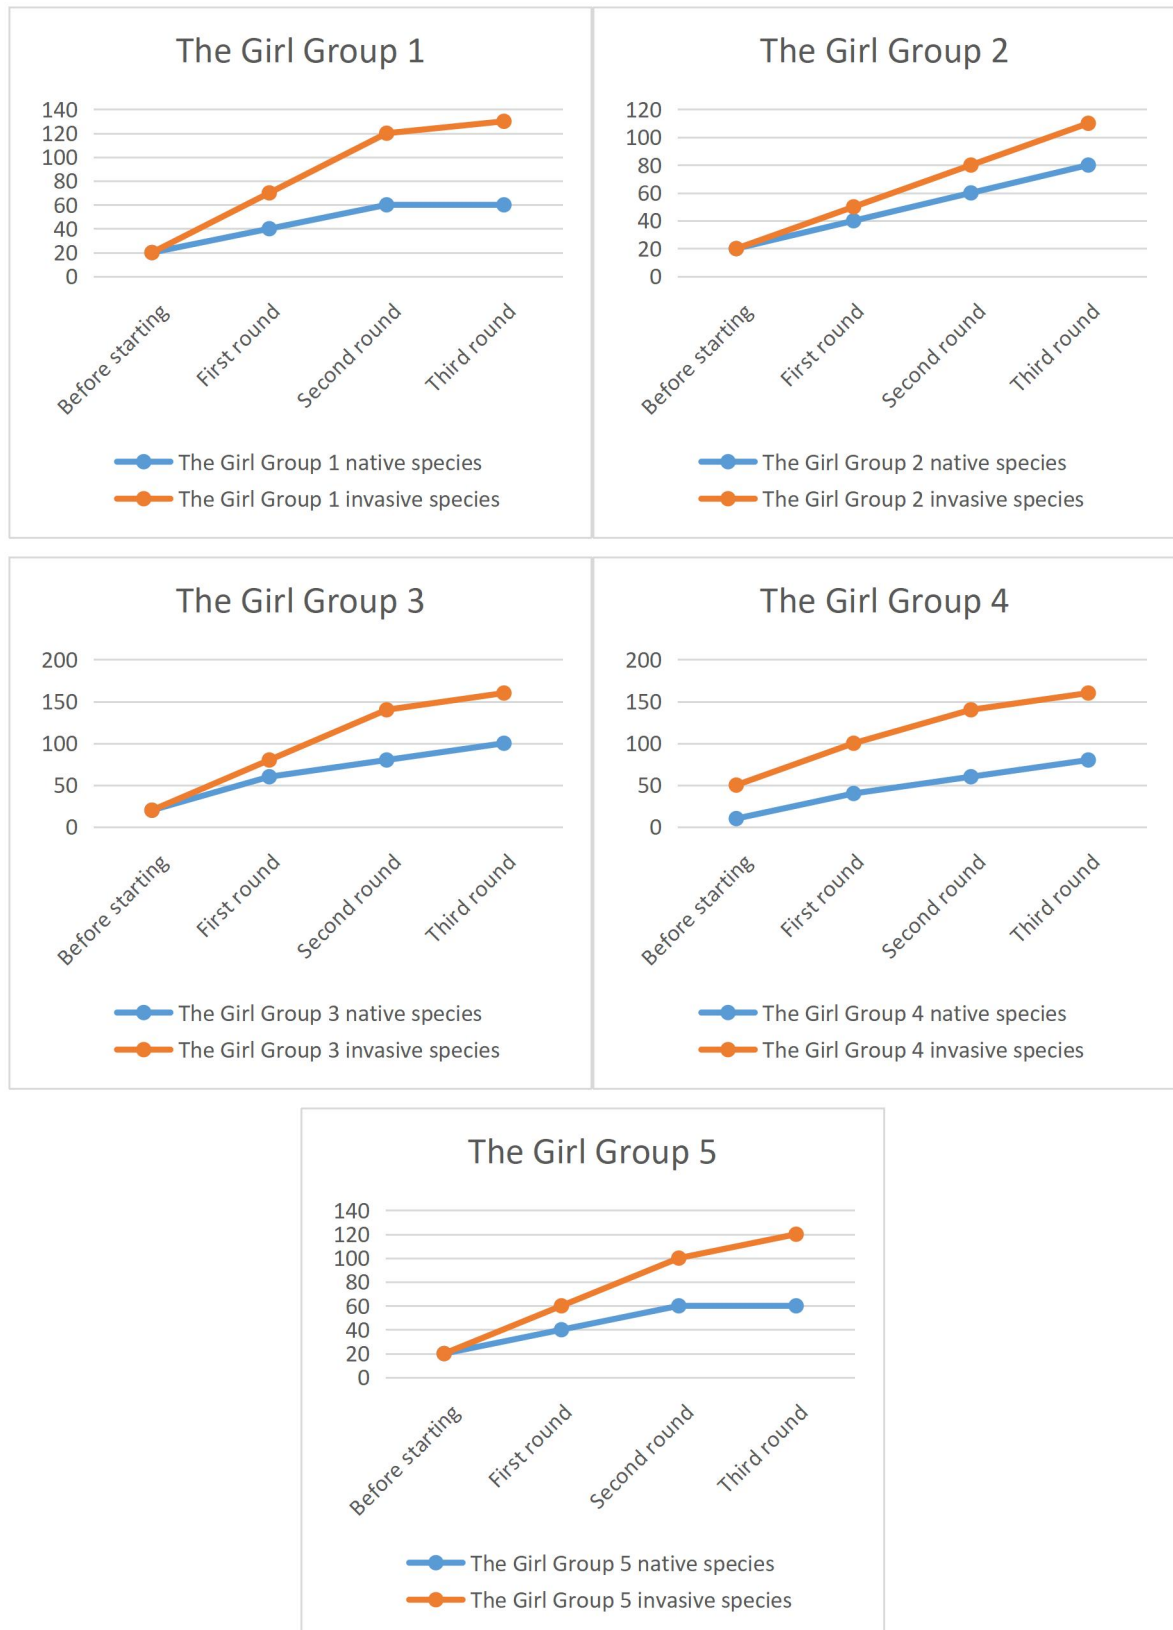 The Girl Group 1
140
120
100
80
60
40
20
0
Before starting
First round
Second round
Third round
The Girl Group 1 native species
The Girl Group 1 invasive species
The Girl Group 2
120
100
80
60
40
20
0
Before starting
First round
Second round
Third round
The Girl Group 2 native species
The Girl Group 2 invasive species
The Girl Group 3
200
150
100
50
0
Before starting
First round
Second round
Third round
The Girl Group 3 native species
The Girl Group 3 invasive species
The Girl Group 4
200
150
100
50
0
Before starting
First round
Second round
Third round
The Girl Group 4 native species
The Girl Group 4 invasive species
The Girl Group 5
140
120
100
80
60
40
20
0
Before starting
First round
Second round
Third round
The Girl Group 5 native species
The Girl Group 5 invasive species